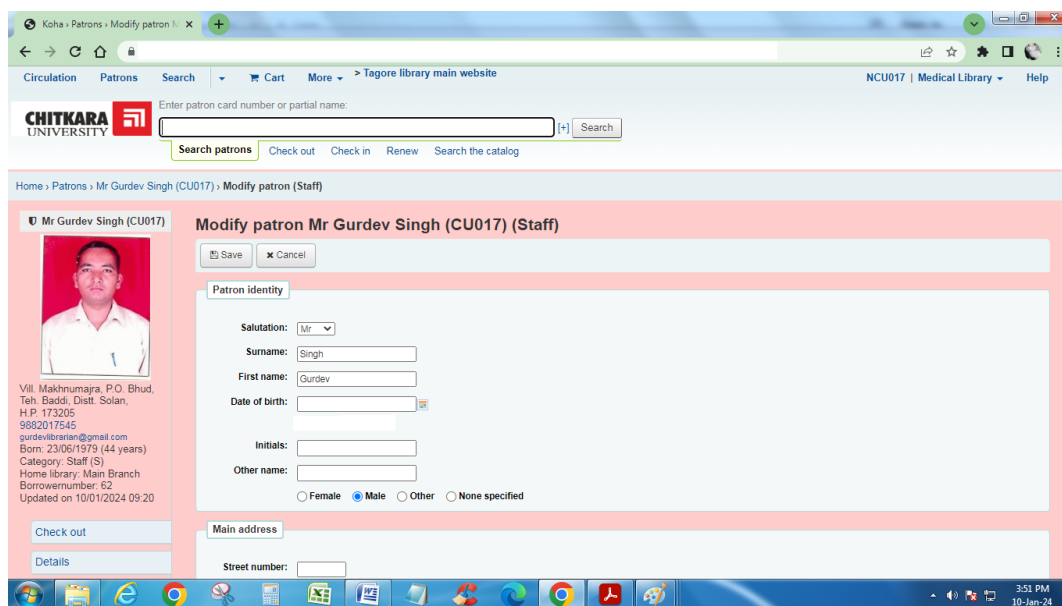 Koha › Patrons › Modify patron M
Circulation Patrons Search Cart More > Tagore library main website NCU017 | Medical Library Help
CHITKARA
UNIVERSITY
Enter patron card number or partial name:
[+] Search
Search patrons Check out Check in Renew Search the catalog
Home › Patrons › Mr Gurdev Singh (CU017) › Modify patron (Staff)
Mr Gurdev Singh (CU017)
Vill. Makhnumajra, P.O. Bhud,
Teh. Baddi, Distt. Solan,
H.P. 173205
9882017545
gurdevlibrarian@gmail.com
Born: 23/06/1979 (44 years)
Category: Staff (S)
Home library: Main Branch
Borrowernumber: 62
Updated on 10/01/2024 09:20
Check out
Details
Modify patron Mr Gurdev Singh (CU017) (Staff)
Save Cancel
Patron identity
Salutation: Mr
Surname: Singh
First name: Gurdev
Date of birth:
Initials:
Other name:
Female Male Other None specified
Main address
Street number:
3:51 PM
10-Jan-24